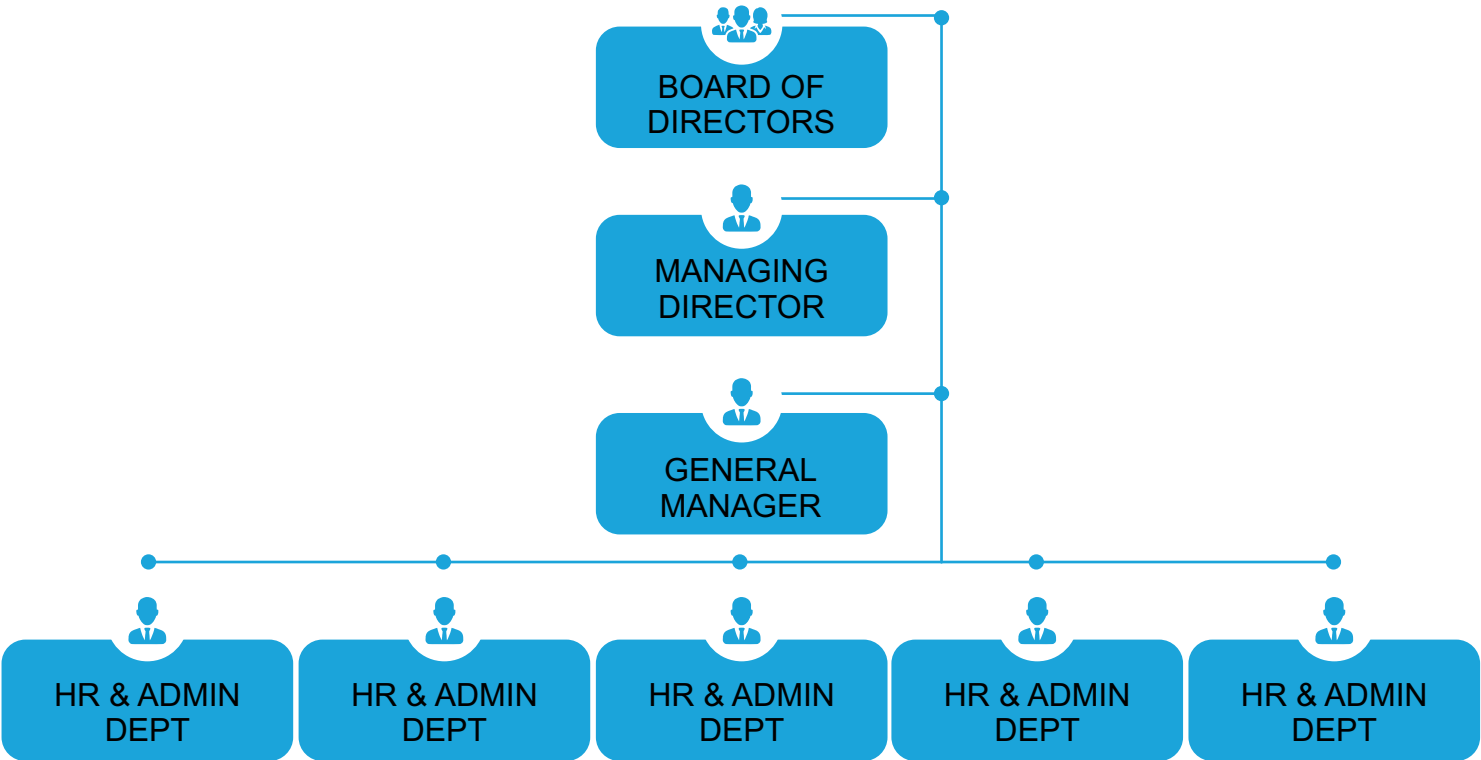 BOARD OF
DIRECTORS
MANAGING
DIRECTOR
GENERAL
MANAGER
HR & ADMIN
DEPT
HR & ADMIN
DEPT
HR & ADMIN
DEPT
HR & ADMIN
DEPT
HR & ADMIN
DEPT